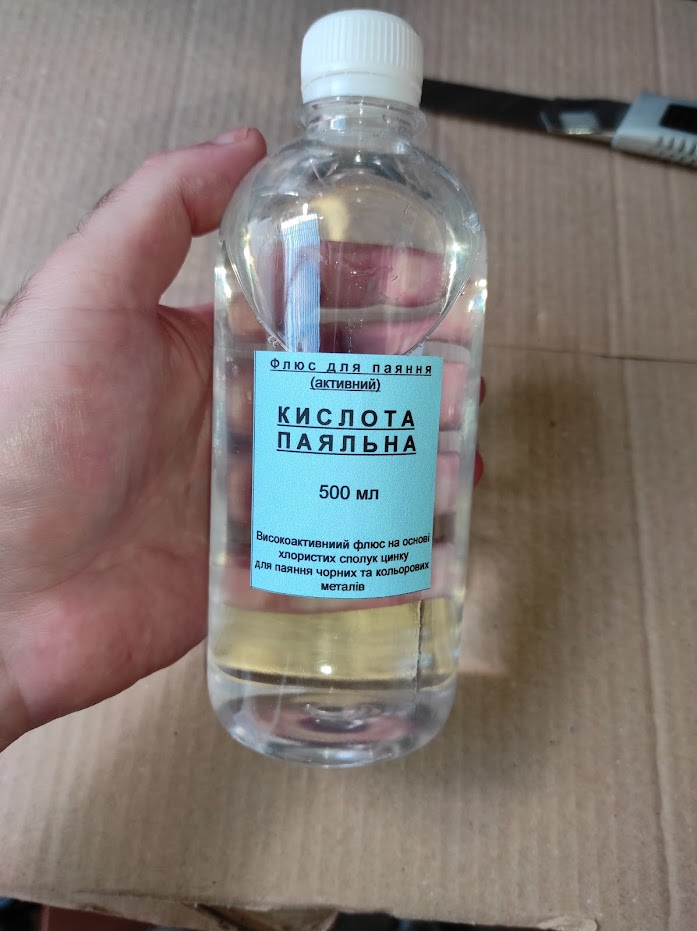 Флюс для паяння
(активний)
КИСЛОТА
ПАЯЛЬНА
500 мл
Високоактивниий флюс на основі
хлористих сполук цинку
для паяння чорних та кольорових
металів